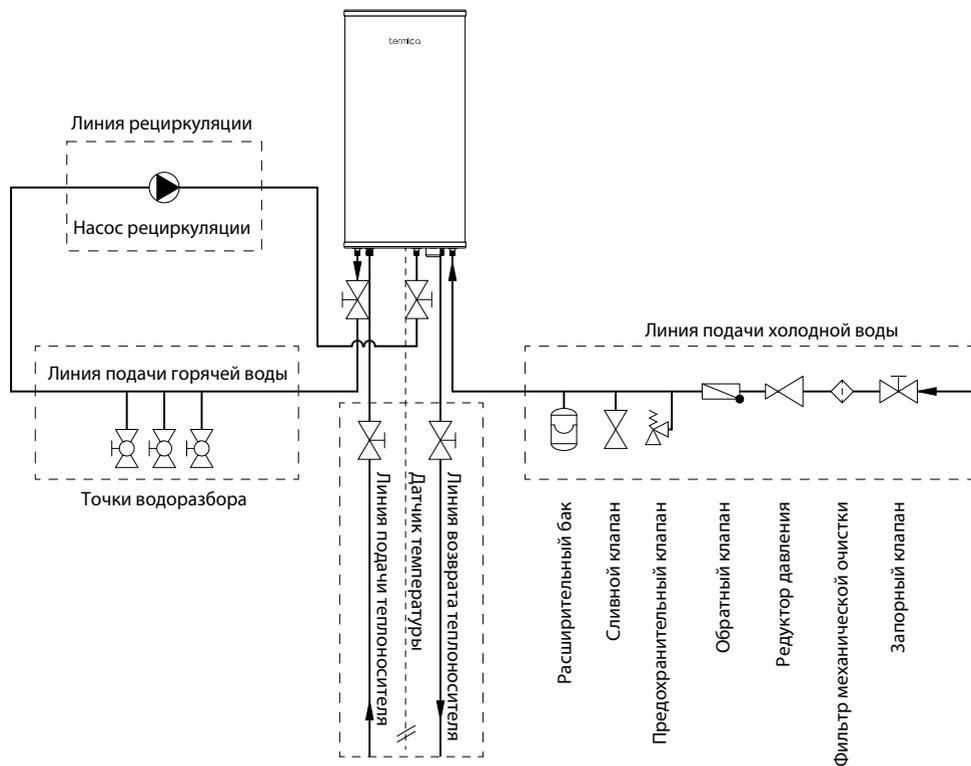 termica
Линия рециркуляции
Насос рециркуляции
Линия подачи холодной воды
Линия подачи горячей воды
Точки водоразбора
Линия подачи теплоносителя
Датчик температуры
Линия возврата теплоносителя
Расширительный бак
Сливной клапан
Предохранительный клапан
Обратный клапан
Редуктор давления
Фильтр механической очистки
Запорный клапан